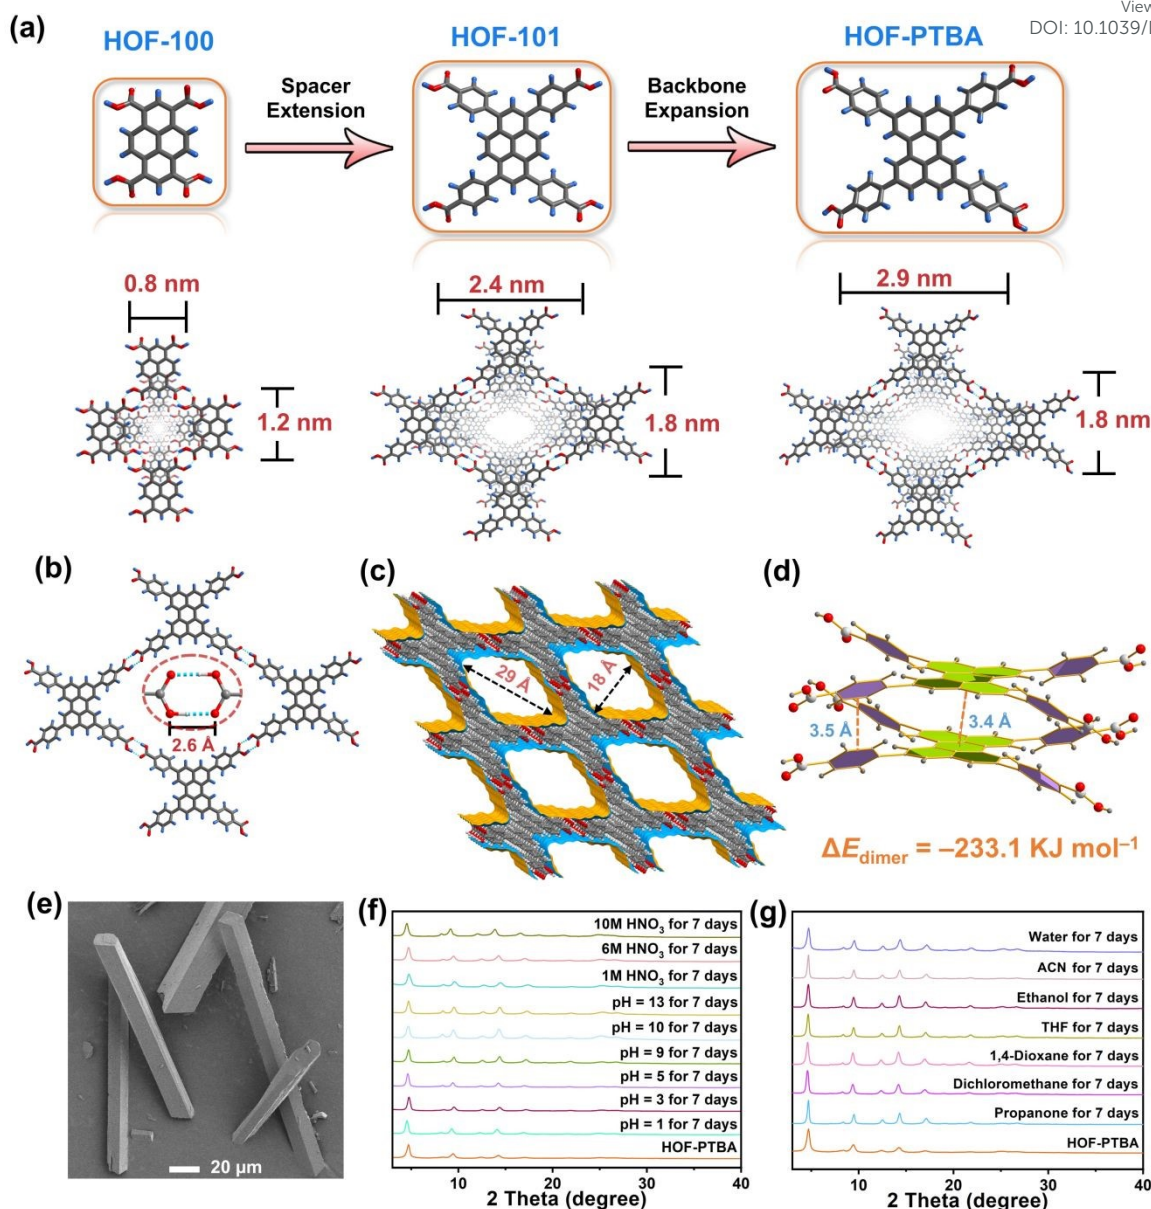 View
DOI: 10.1039/
(a)
HOF-100
HOF-101
HOF-PTBA
Spacer
Extension
Backbone
Expansion
0.8 nm
2.4 nm
2.9 nm
1.2 nm
1.8 nm
1.8 nm
(b)
2.6 Å
(c)
29 Å
18 Å
(d)
3.5 Å
3.4 Å
ΔE_dimer = –233.1 KJ mol⁻¹
(e)
20 μm
(f)
10M HNO₃ for 7 days
6M HNO₃ for 7 days
1M HNO₃ for 7 days
pH = 13 for 7 days
pH = 10 for 7 days
pH = 9 for 7 days
pH = 5 for 7 days
pH = 3 for 7 days
pH = 1 for 7 days
HOF-PTBA
10 20 30 40
2 Theta (degree)
(g)
Water for 7 days
ACN for 7 days
Ethanol for 7 days
THF for 7 days
1,4-Dioxane for 7 days
Dichloromethane for 7 days
Propanone for 7 days
HOF-PTBA
10 20 30 40
2 Theta (degree)